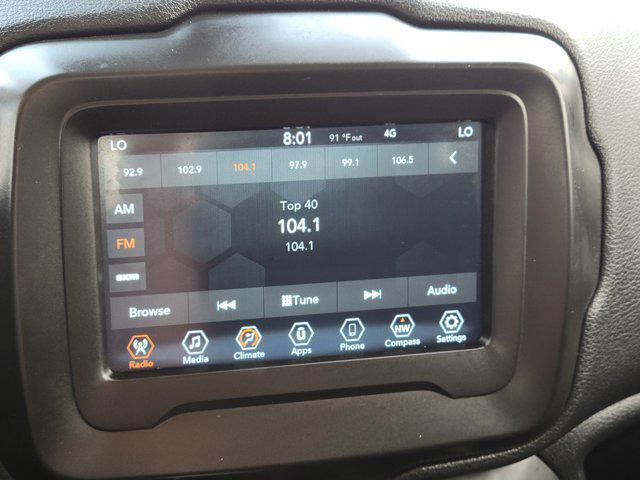 LO 8:01 91 °F out 4G LO
92.9 102.9 104.1 97.9 99.1 106.5
AM
Top 40
104.1
FM
104.1
sxm
Browse Tune Audio
Radio Media Climate Apps Phone NW Compass Settings